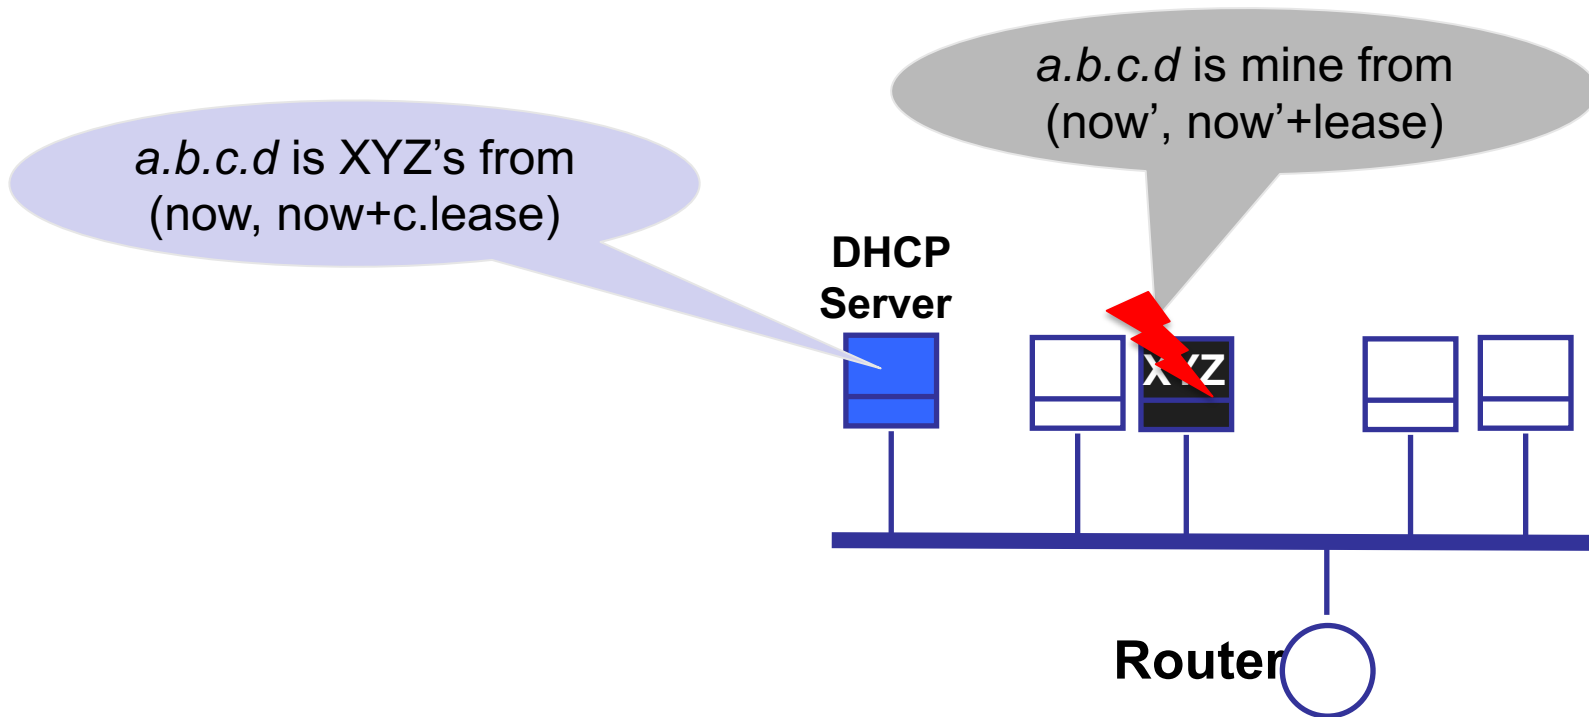 a.b.c.d is mine from
(now’, now’+lease)
a.b.c.d is XYZ’s from
(now, now+c.lease)
DHCP
Server
XYZ
Router